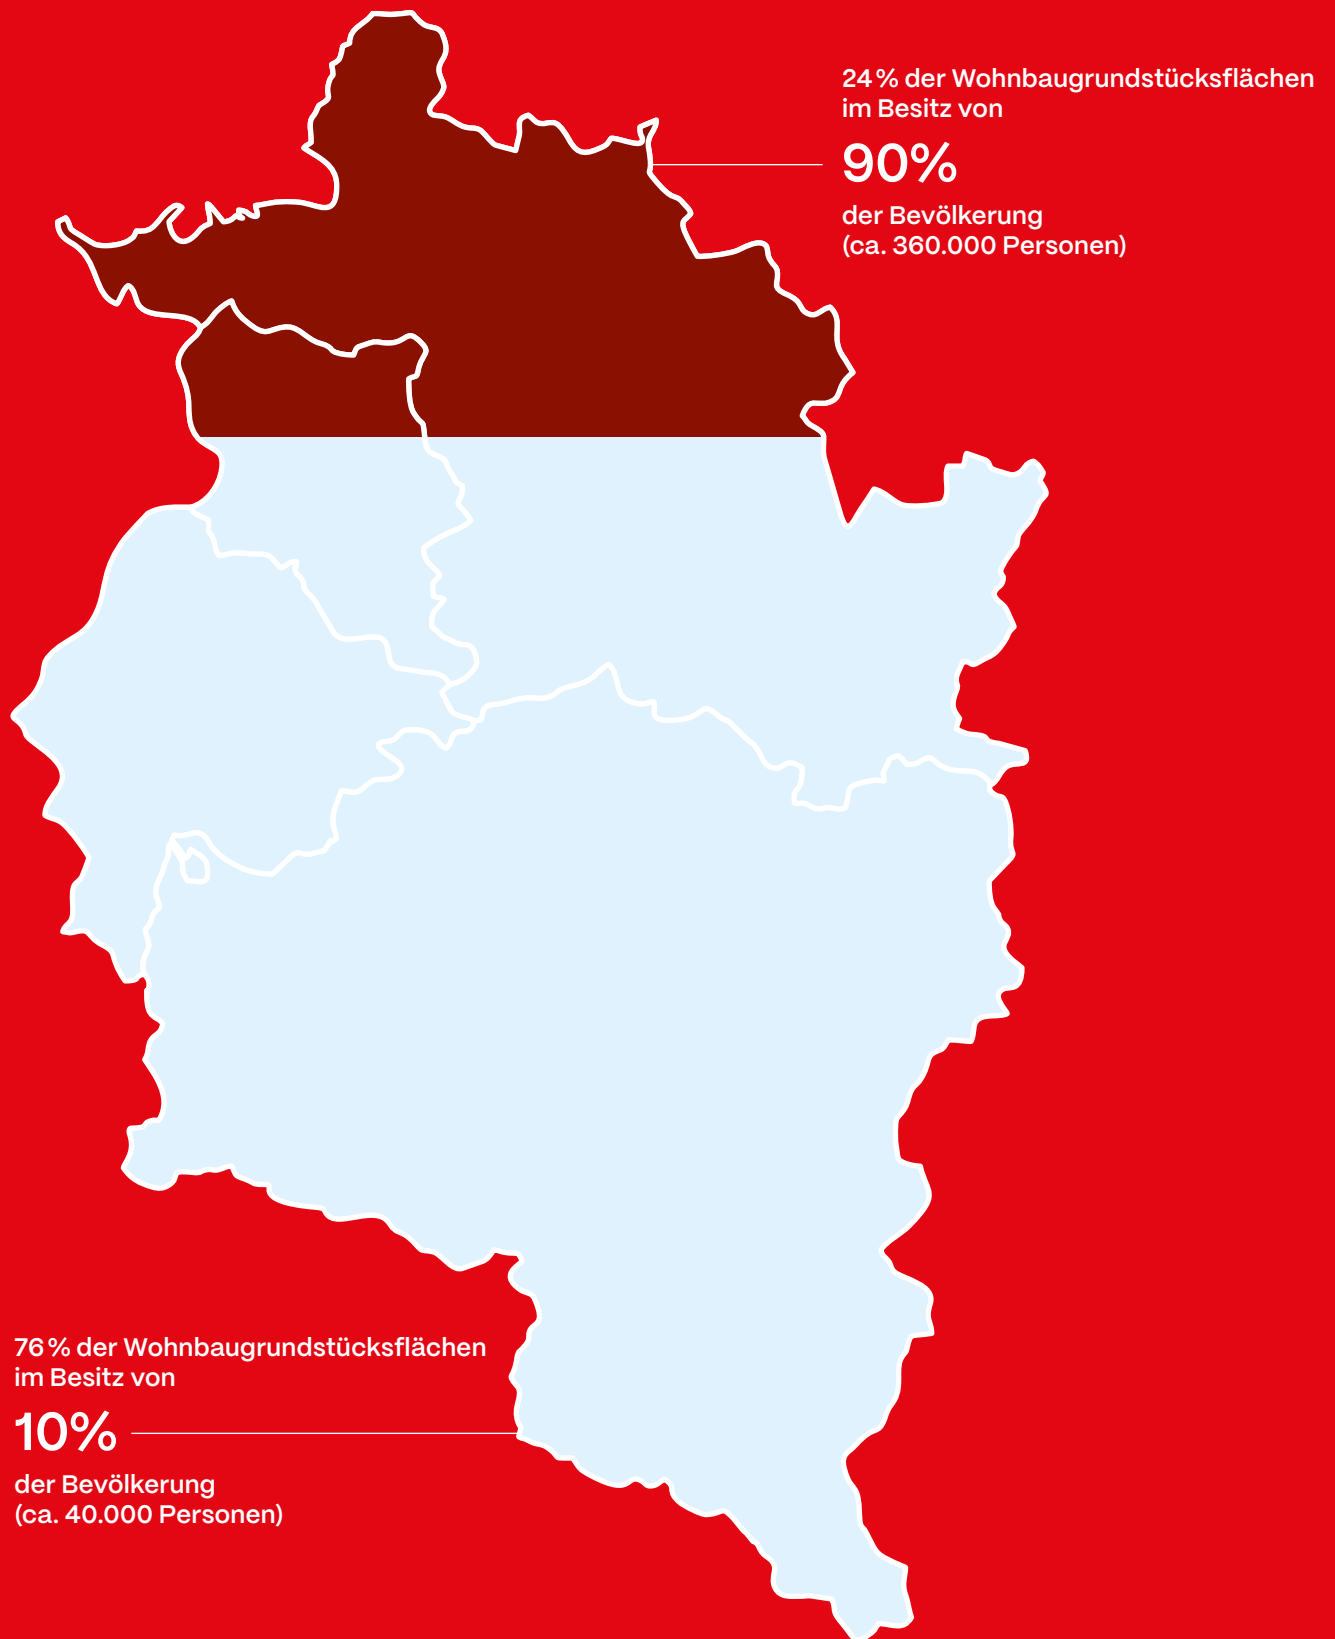 24 % der Wohnbaugrundstücksflächen
im Besitz von
90%
der Bevölkerung
(ca. 360.000 Personen)
76 % der Wohnbaugrundstücksflächen
im Besitz von
10%
der Bevölkerung
(ca. 40.000 Personen)